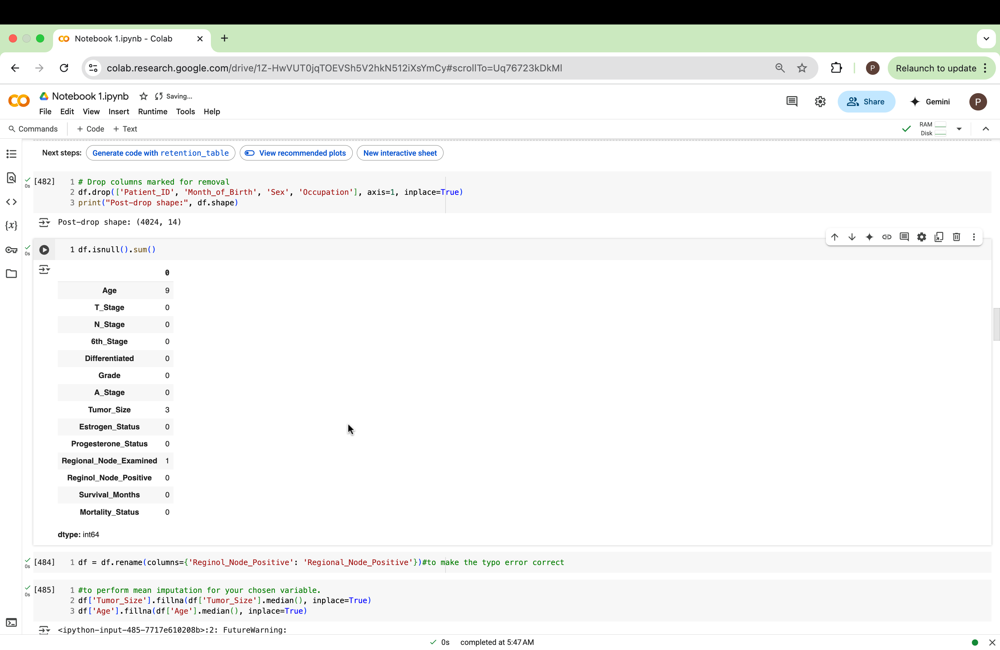 Notebook 1.ipynb - Colab
colab.research.google.com/drive/1Z-HwVUT0jqTOEVSh5V2hkN512iXsYmCy#scrollTo=Uq76723kDkMl
P
Relaunch to update
Notebook 1.ipynb
Saving...
File Edit View Insert Runtime Tools Help
Share
Gemini
P
Commands
+ Code
+ Text
RAM
Disk
Next steps:
Generate code with retention_table
View recommended plots
New interactive sheet
0s
[482]
1 # Drop columns marked for removal
2 df.drop(['Patient_ID', 'Month_of_Birth', 'Sex', 'Occupation'], axis=1, inplace=True)
3 print("Post-drop shape:", df.shape)
Post-drop shape: (4024, 14)
0s
1 df.isnull().sum()
0
Age 9
T_Stage 0
N_Stage 0
6th_Stage 0
Differentiated 0
Grade 0
A_Stage 0
Tumor_Size 3
Estrogen_Status 0
Progesterone_Status 0
Regional_Node_Examined 1
Reginol_Node_Positive 0
Survival_Months 0
Mortality_Status 0
dtype: int64
0s
[484]
1 df = df.rename(columns={'Reginol_Node_Positive': 'Regional_Node_Positive'})#to make the typo error correct
0s
[485]
1 #to perform mean imputation for your chosen variable.
2 df['Tumor_Size'].fillna(df['Tumor_Size'].median(), inplace=True)
3 df['Age'].fillna(df['Age'].median(), inplace=True)
<ipython-input-485-7717e610208b>:2: FutureWarning:
0s completed at 5:47 AM